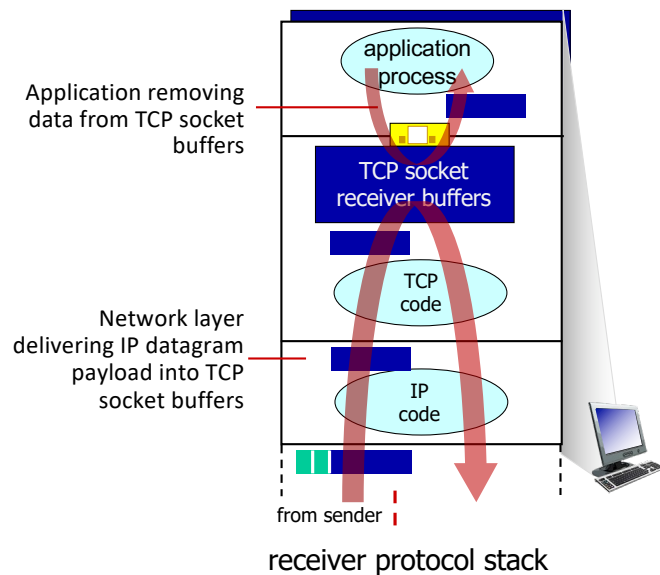 application
process
Application removing
data from TCP socket
buffers
TCP socket
receiver buffers
TCP
code
Network layer
delivering IP datagram
payload into TCP
socket buffers
IP
code
from sender
receiver protocol stack